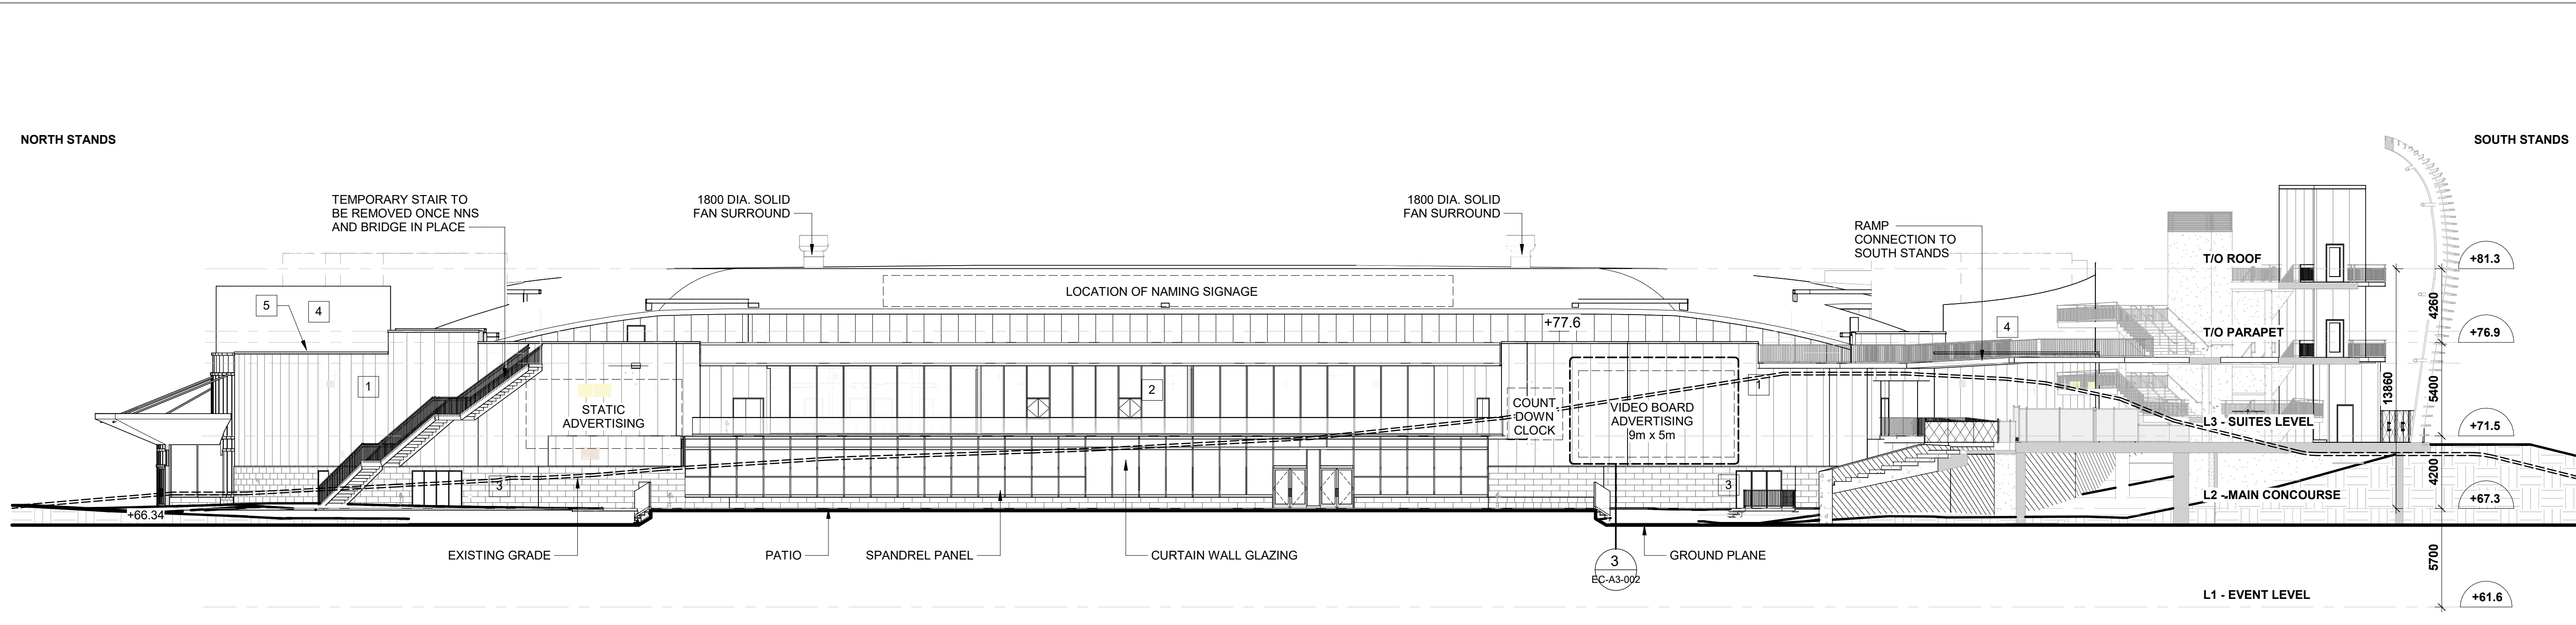 NORTH STANDS
SOUTH STANDS
TEMPORARY STAIR TO
BE REMOVED ONCE NNS
AND BRIDGE IN PLACE
1800 DIA. SOLID
FAN SURROUND
1800 DIA. SOLID
FAN SURROUND
RAMP
CONNECTION TO
SOUTH STANDS
T/O ROOF
+81.3
LOCATION OF NAMING SIGNAGE
5
4
4260
+77.6
4
T/O PARAPET
+76.9
1
2
1
13860
5400
STATIC
ADVERTISING
COUNT
DOWN
CLOCK
VIDEO BOARD
ADVERTISING
9m x 5m
L3 - SUITES LEVEL
+71.5
4200
3
3
L2 - MAIN CONCOURSE
+67.3
+66.34
EXISTING GRADE
PATIO
SPANDREL PANEL
CURTAIN WALL GLAZING
GROUND PLANE
3
EC-A3-002
5700
L1 - EVENT LEVEL
+61.6